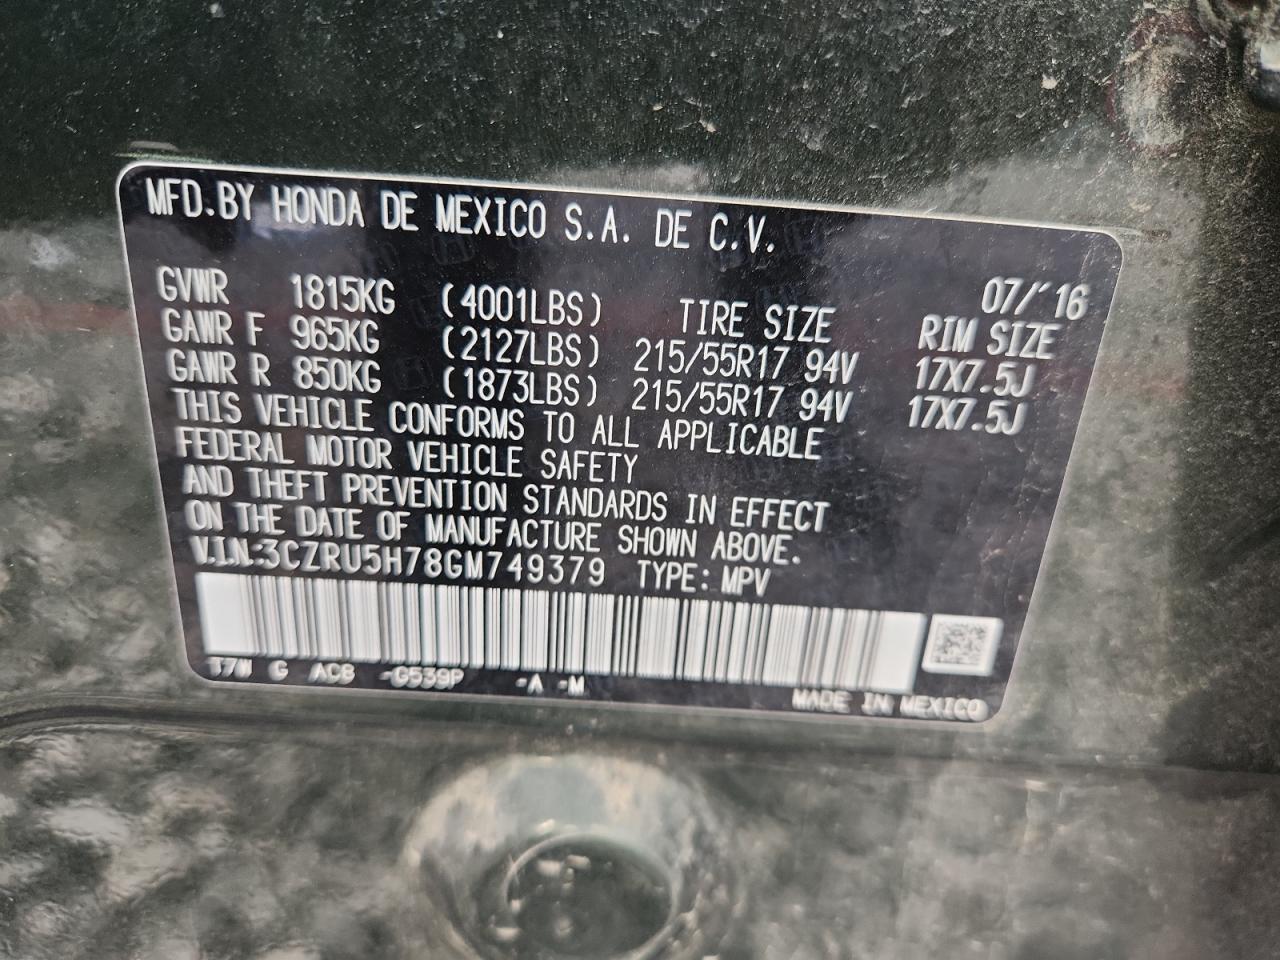 MFD.BY HONDA DE MEXICO S.A. DE C.V.
07/'16
GVWR 1815KG (4001LBS) TIRE SIZE RIM SIZE
GAWR F 965KG (2127LBS) 215/55R17 94V 17X7.5J
GAWR R 850KG (1873LBS) 215/55R17 94V 17X7.5J
THIS VEHICLE CONFORMS TO ALL APPLICABLE
FEDERAL MOTOR VEHICLE SAFETY
AND THEFT PREVENTION STANDARDS IN EFFECT
ON THE DATE OF MANUFACTURE SHOWN ABOVE.
V.I.N.:3CZRU5H78GM749379 TYPE: MPV
T7W G ACB -G539P -A -M
MADE IN MEXICO